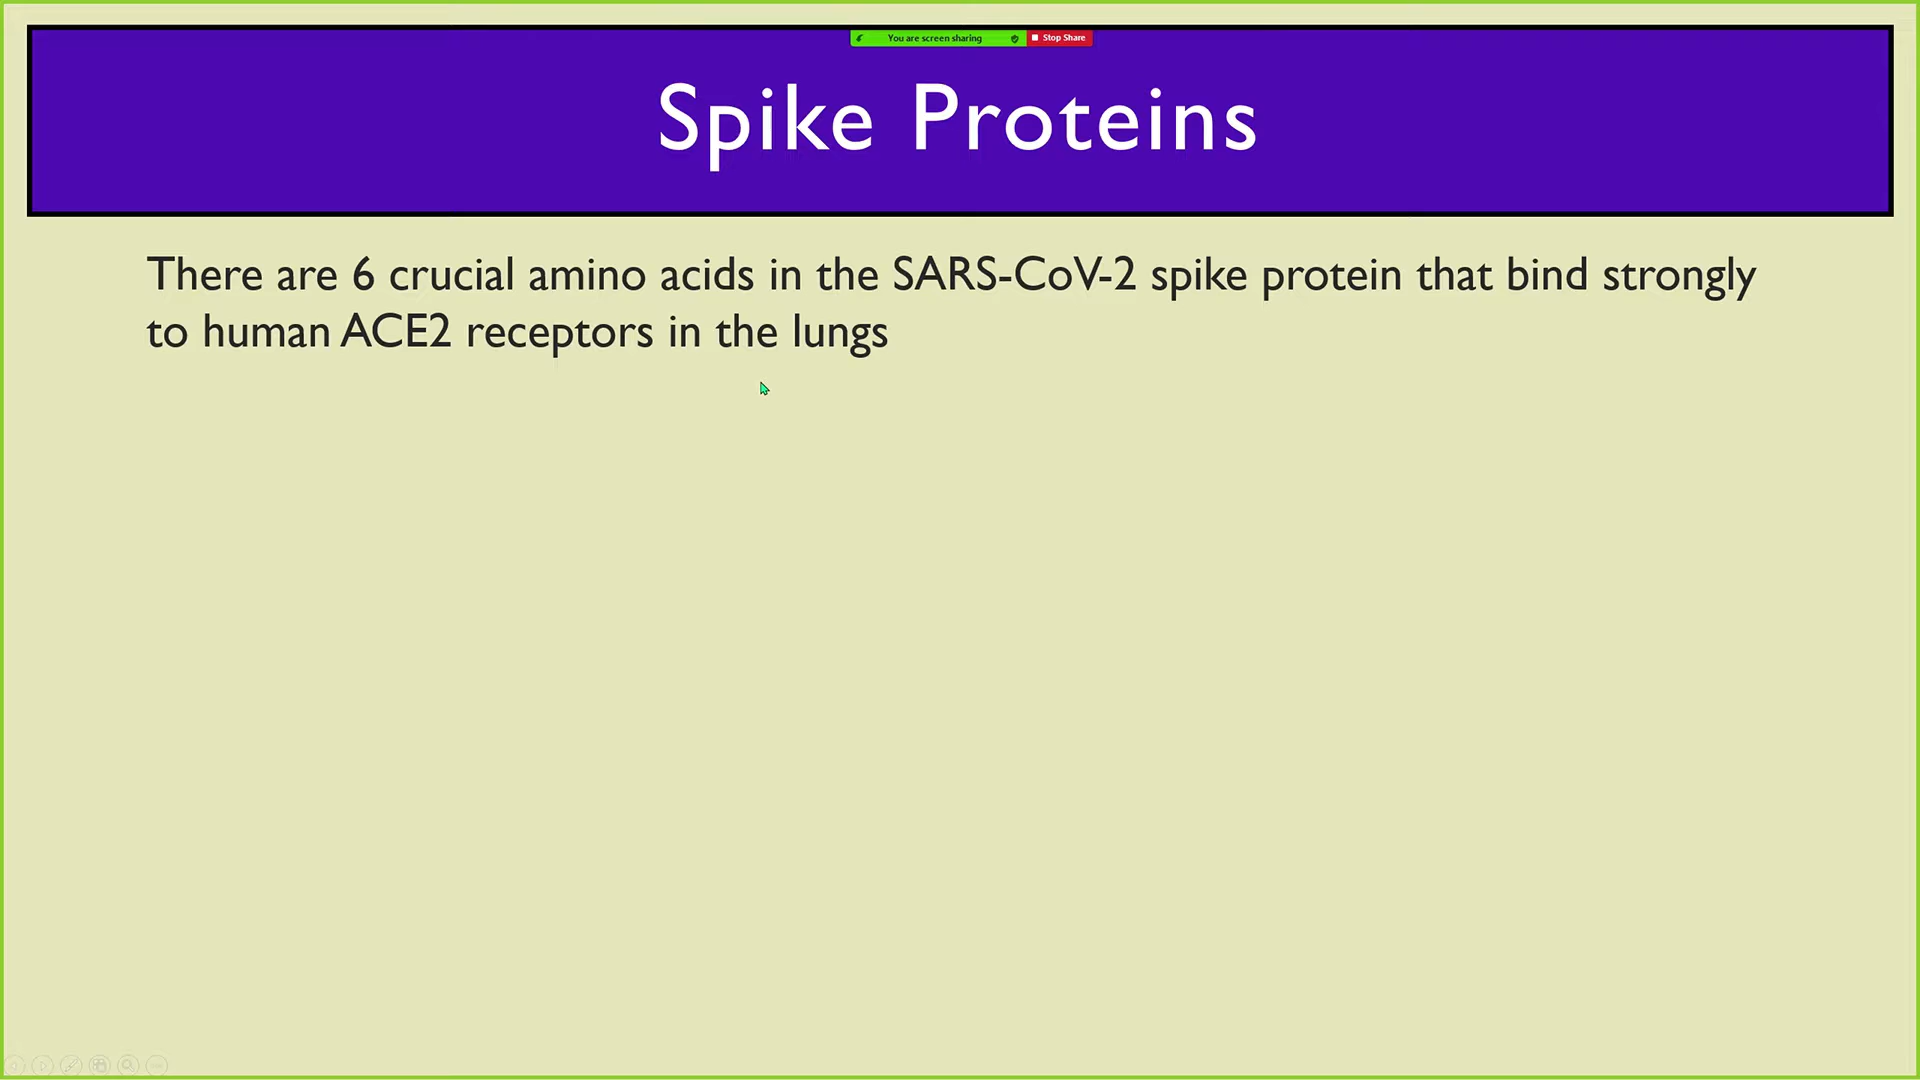 You are screen sharing
Stop Share
Spike Proteins
There are 6 crucial amino acids in the SARS-CoV-2 spike protein that bind strongly
to human ACE2 receptors in the lungs